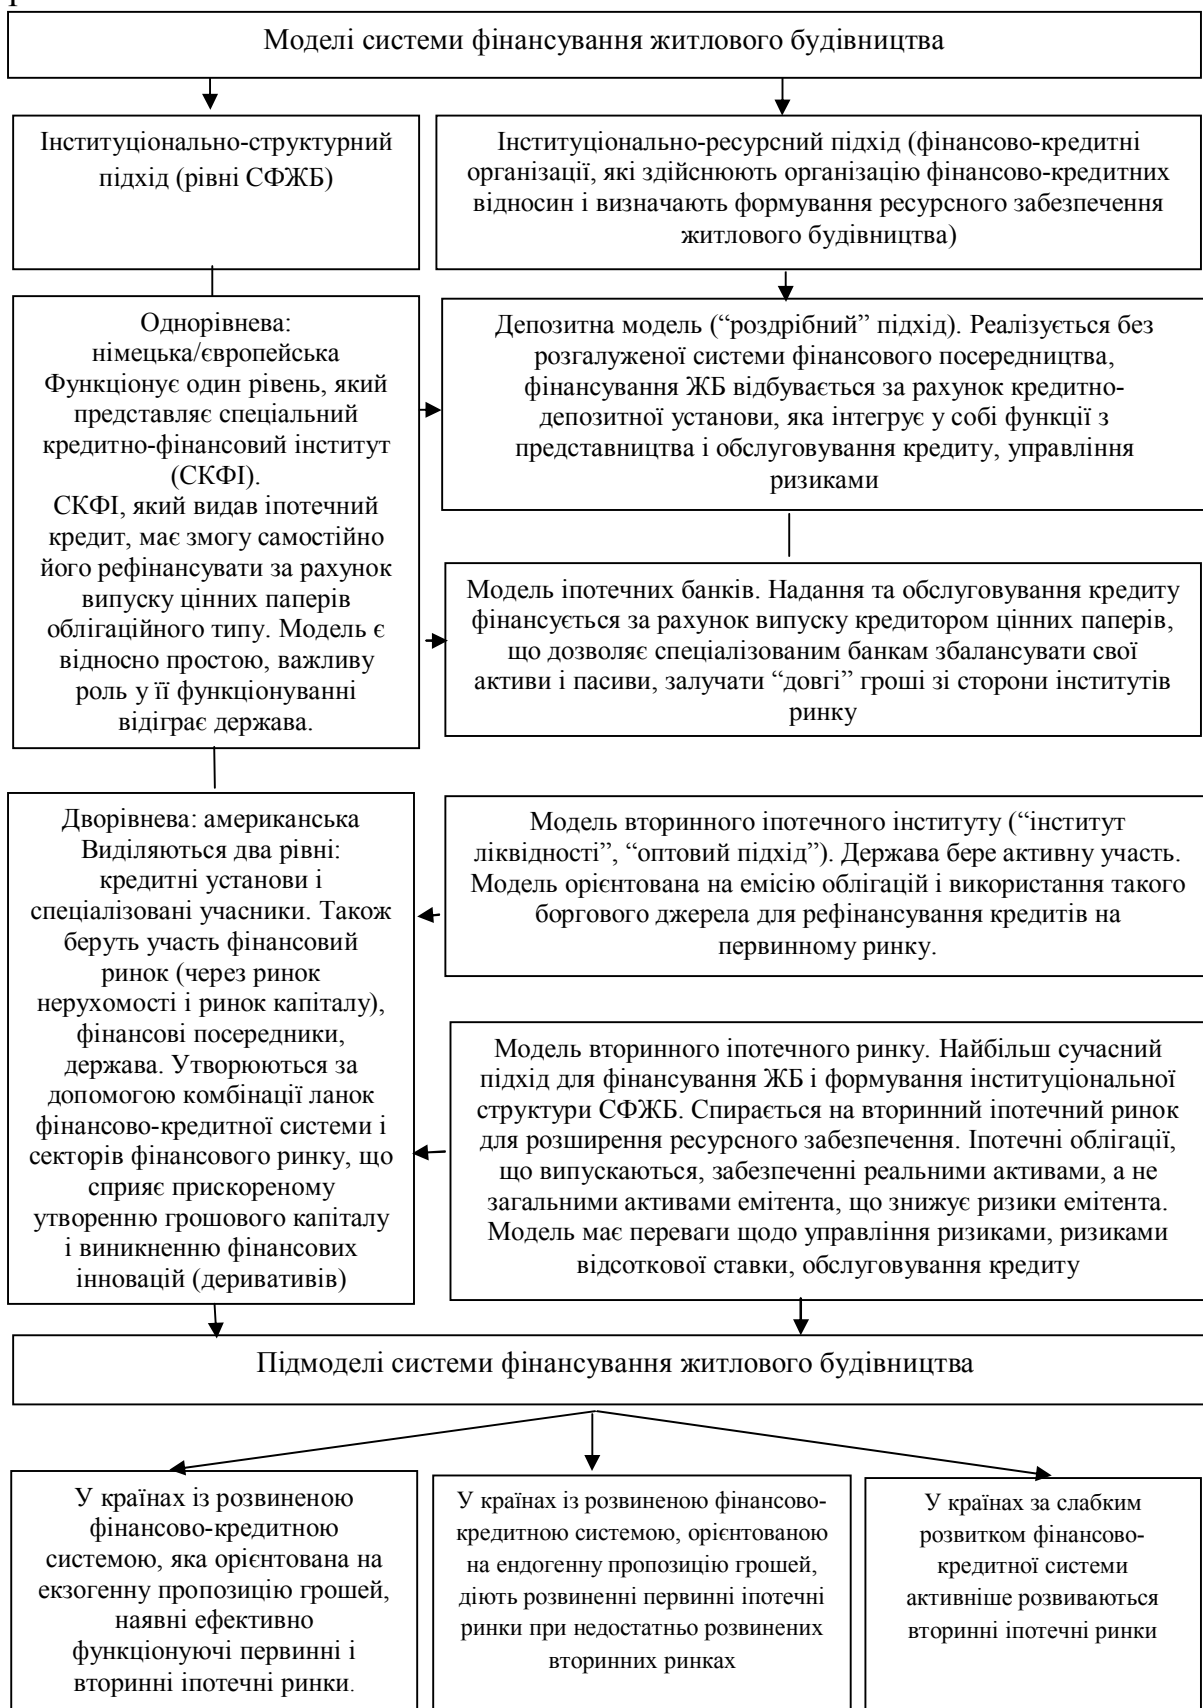 Моделі системи фінансування житлового будівництва
Інституціонально-структурний
підхід (рівні СФЖБ)
Інституціонально-ресурсний підхід (фінансово-кредитні
організації, які здійснюють організацію фінансово-кредитних
відносин і визначають формування ресурсного забезпечення
житлового будівництва)
Однорівнева:
німецька/європейська
Функціонує один рівень, який
представляє спеціальний
кредитно-фінансовий інститут
(СКФІ).
СКФІ, який видав іпотечний
кредит, має змогу самостійно
його рефінансувати за рахунок
випуску цінних паперів
облігаційного типу. Модель є
відносно простою, важливу
роль у її функціонуванні
відіграє держава.
Депозитна модель (“роздрібний” підхід). Реалізується без
розгалуженої системи фінансового посередництва,
фінансування ЖБ відбувається за рахунок кредитно-
депозитної установи, яка інтегрує у собі функції з
представництва і обслуговування кредиту, управління
ризиками
Модель іпотечних банків. Надання та обслуговування кредиту
фінансується за рахунок випуску кредитором цінних паперів,
що дозволяє спеціалізованим банкам збалансувати свої
активи і пасиви, залучати “довгі” гроші зі сторони інститутів
ринку
Дворівнева: американська
Виділяються два рівні:
кредитні установи і
спеціалізовані учасники. Також
беруть участь фінансовий
ринок (через ринок
нерухомості і ринок капіталу),
фінансові посередники,
держава. Утворюються за
допомогою комбінації ланок
фінансово-кредитної системи і
секторів фінансового ринку, що
сприяє прискореному
утворенню грошового капіталу
і виникненню фінансових
інновацій (деривативів)
Модель вторинного іпотечного інституту (“інститут
ліквідності”, “оптовий підхід”). Держава бере активну участь.
Модель орієнтована на емісію облігацій і використання такого
боргового джерела для рефінансування кредитів на
первинному ринку.
Модель вторинного іпотечного ринку. Найбільш сучасний
підхід для фінансування ЖБ і формування інституціональної
структури СФЖБ. Спирається на вторинний іпотечний ринок
для розширення ресурсного забезпечення. Іпотечні облігації,
що випускаються, забезпеченні реальними активами, а не
загальними активами емітента, що знижує ризики емітента.
Модель має переваги щодо управління ризиками, ризиками
відсоткової ставки, обслуговування кредиту
Підмоделі системи фінансування житлового будівництва
У країнах із розвиненою
фінансово-кредитною
системою, яка орієнтована на
екзогенну пропозицію грошей,
наявні ефективно
функціонуючі первинні і
вторинні іпотечні ринки.
У країнах із розвиненою фінансово-
кредитною системою, орієнтованою
на ендогенну пропозицію грошей,
діють розвиненні первинні іпотечні
ринки при недостатньо розвинених
вторинних ринках
У країнах за слабким
розвитком фінансово-
кредитної системи
активніше розвиваються
вторинні іпотечні ринки